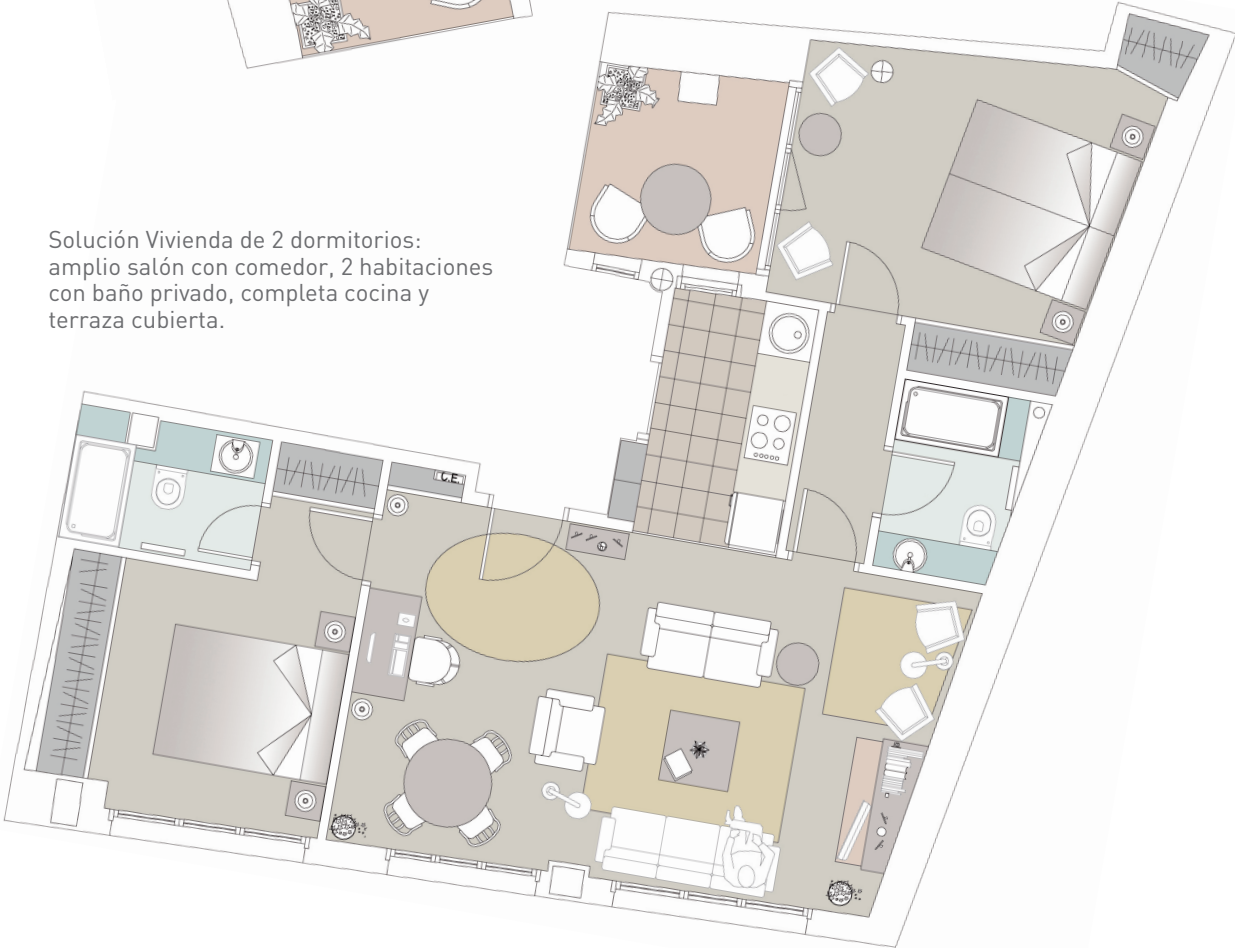 Solución Vivienda de 2 dormitorios:
amplio salón con comedor, 2 habitaciones
con baño privado, completa cocina y
terraza cubierta.
C.E.